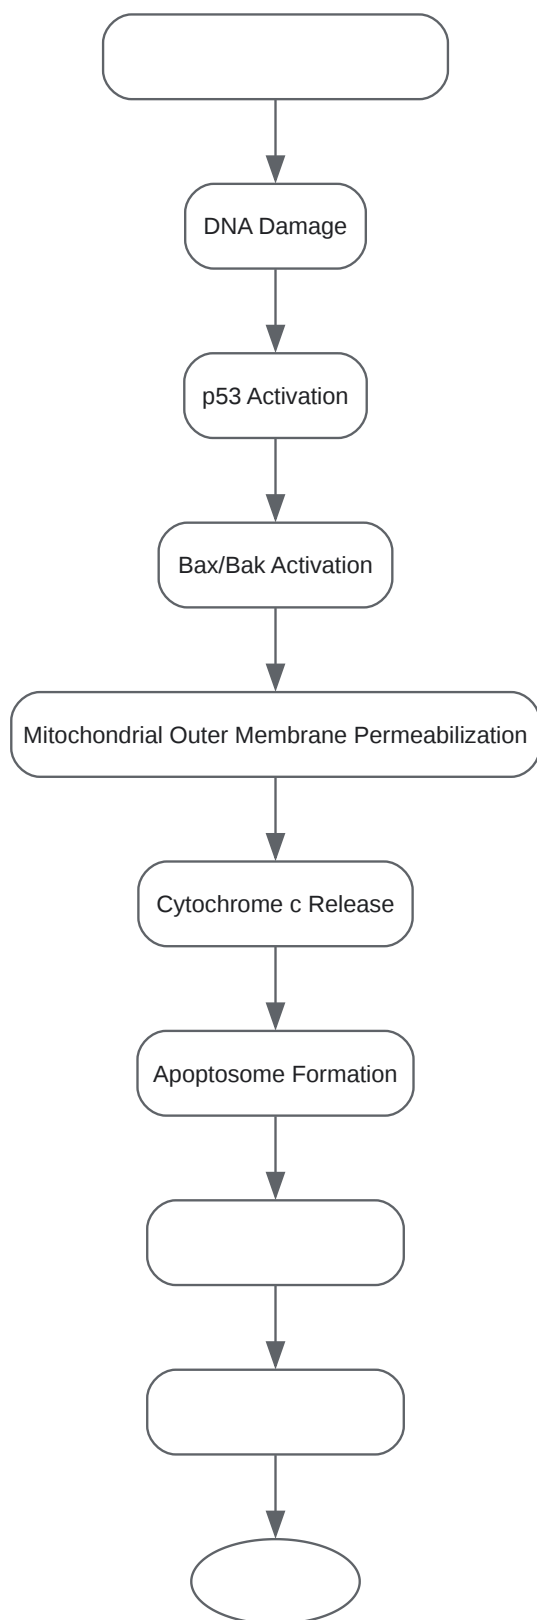 DNA Damage
p53 Activation
Bax/Bak Activation
Mitochondrial Outer Membrane Permeabilization
Cytochrome c Release
Apoptosome Formation